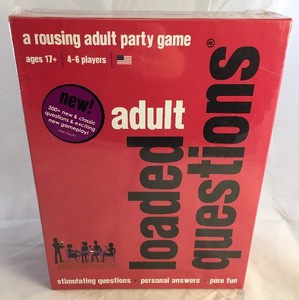 a rousing adult party game
ages 17+ 4-6 players
new!
300+ new & classic
questions & exciting
new gameplay!
adult
loaded
questions®
stimulating questions personal answers pure fun